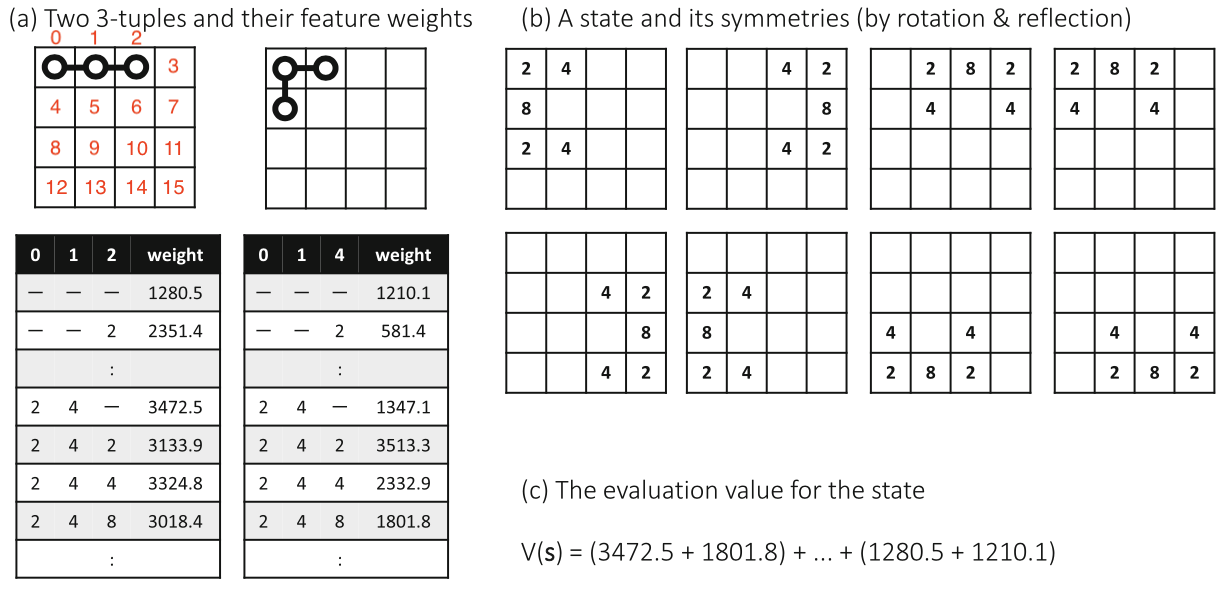 (a) Two 3-tuples and their feature weights
0 1 2
3
4 5 6 7
8 9 10 11
12 13 14 15
0 1 2 weight
— — — 1280.5
— — 2 2351.4
:
2 4 — 3472.5
2 4 2 3133.9
2 4 4 3324.8
2 4 8 3018.4
:
0 1 4 weight
— — — 1210.1
— — 2 581.4
:
2 4 — 1347.1
2 4 2 3513.3
2 4 4 2332.9
2 4 8 1801.8
:
(b) A state and its symmetries (by rotation & reflection)
2 4
8
2 4
4 2
8
4 2
2 8 2
4 4
2 8 2
4 4
4 2
8
4 2
2 4
8
2 4
4 4
2 8 2
4 4
2 8 2
(c) The evaluation value for the state
V(s) = (3472.5 + 1801.8) + ... + (1280.5 + 1210.1)